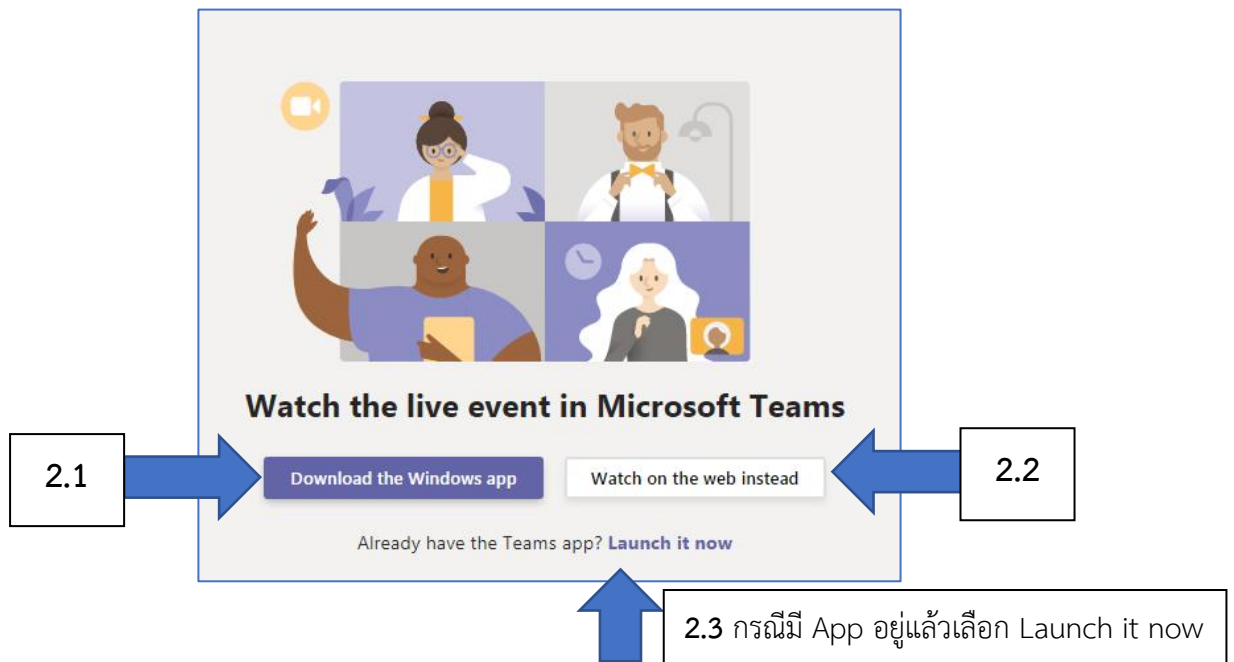 Watch the live event in Microsoft Teams
2.1
Download the Windows app
Watch on the web instead
2.2
Already have the Teams app? Launch it now
2.3 กรณีมี App อยู่แล้วเลือก Launch it now